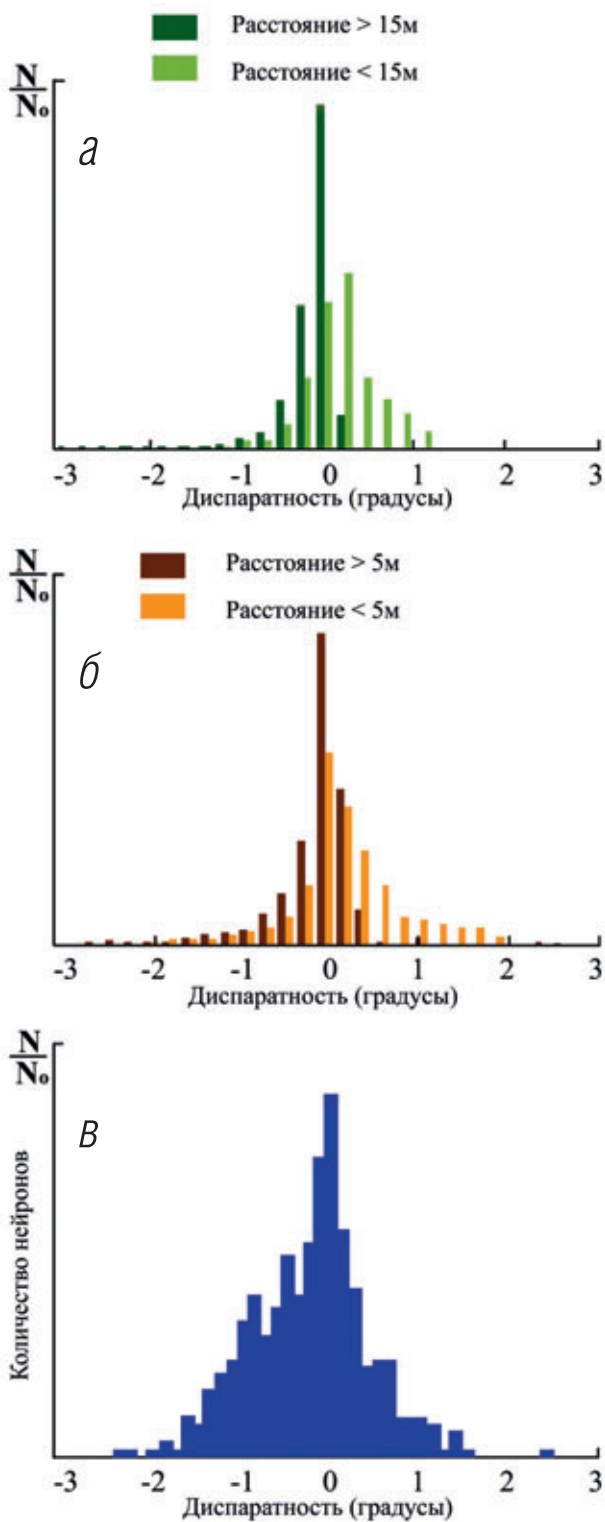 Расстояние > 15м
Расстояние < 15м
N
N₀
а
-3 -2 -1 0 1 2 3
Диспаратность (градусы)
N
N₀
Расстояние > 5м
Расстояние < 5м
б
-3 -2 -1 0 1 2 3
Диспаратность (градусы)
N
N₀
в
Количество нейронов
-3 -2 -1 0 1 2 3
Диспаратность (градусы)